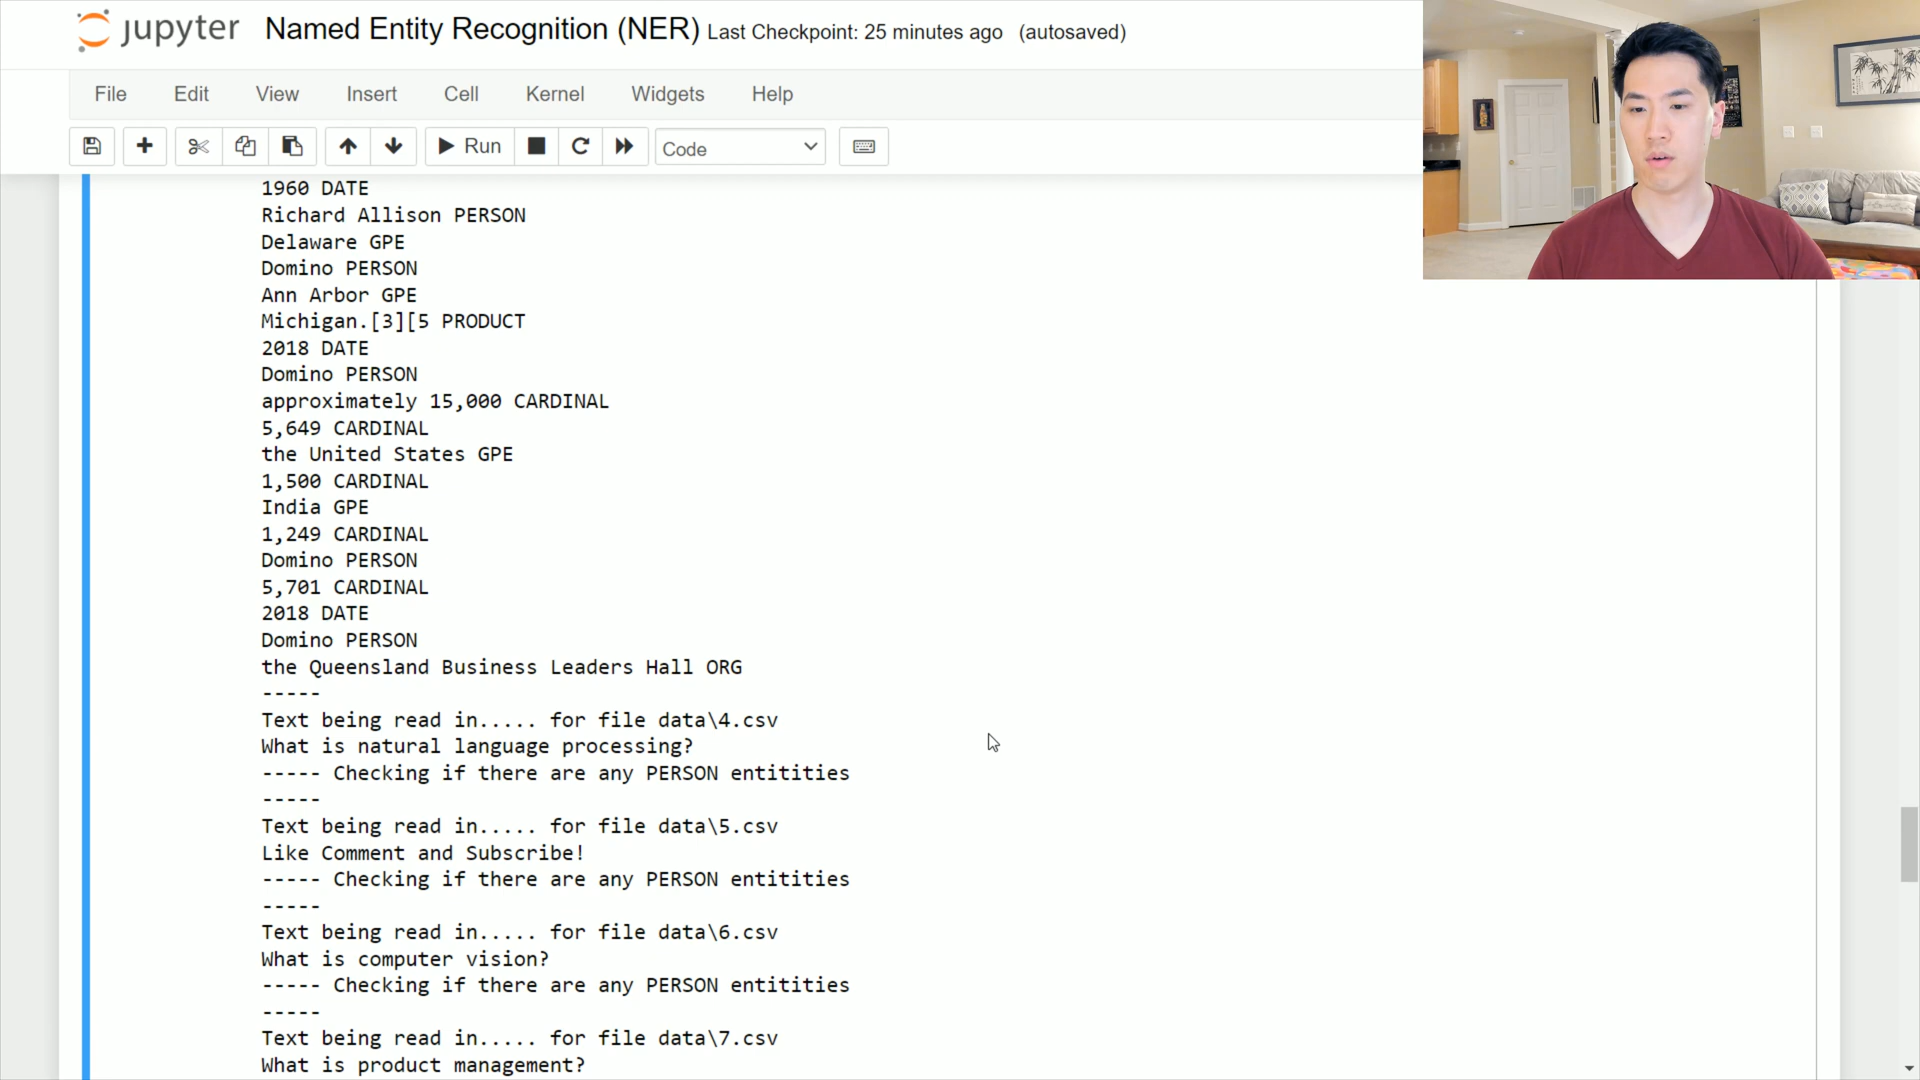 jupyter Named Entity Recognition (NER) Last Checkpoint: 25 minutes ago (autosaved)
File Edit View Insert Cell Kernel Widgets Help
Run Code
1960 DATE
Richard Allison PERSON
Delaware GPE
Domino PERSON
Ann Arbor GPE
Michigan.[3][5 PRODUCT
2018 DATE
Domino PERSON
approximately 15,000 CARDINAL
5,649 CARDINAL
the United States GPE
1,500 CARDINAL
India GPE
1,249 CARDINAL
Domino PERSON
5,701 CARDINAL
2018 DATE
Domino PERSON
the Queensland Business Leaders Hall ORG
-----
Text being read in..... for file data\4.csv
What is natural language processing?
----- Checking if there are any PERSON entitities
-----
Text being read in..... for file data\5.csv
Like Comment and Subscribe!
----- Checking if there are any PERSON entitities
-----
Text being read in..... for file data\6.csv
What is computer vision?
----- Checking if there are any PERSON entitities
-----
Text being read in..... for file data\7.csv
What is product management?